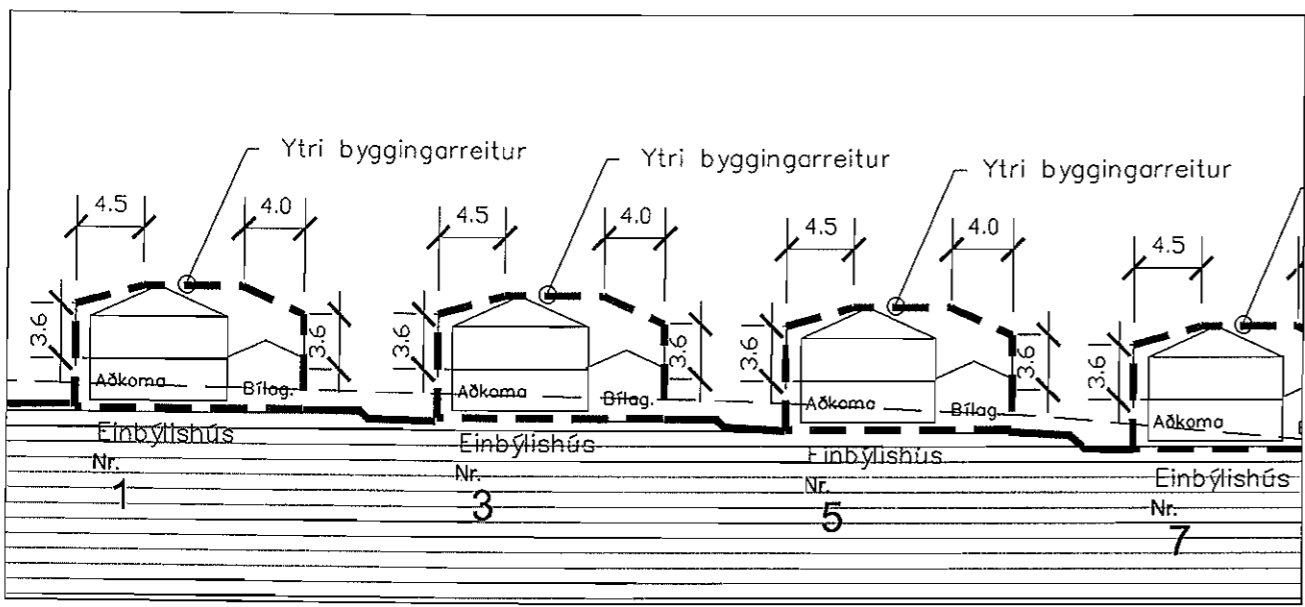 Ytri byggingarreitur
Ytri byggingarreitur
Ytri byggingarreitur
4.5
4.0
4.5
4.0
4.5
4.0
4.5
3.6
3.6
3.6
3.6
3.6
3.6
3.6
Aðkoma
Bílag.
Aðkoma
Bílag.
Aðkoma
Bílag.
Aðkoma
Einbýlishús
Nr.
1
Einbýlishús
Nr.
3
Einbýlishús
Nr.
5
Einbýlishús
Nr.
7